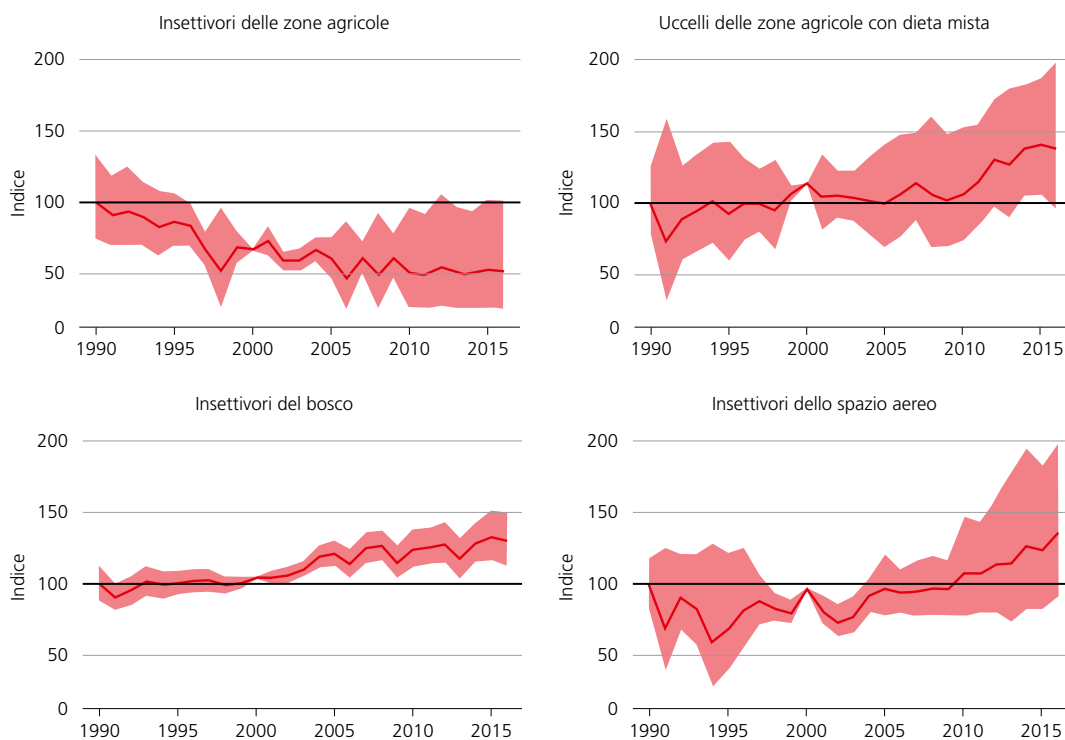 Insettivori delle zone agricole
Indice
200
150
100
50
0
1990 1995 2000 2005 2010 2015
Uccelli delle zone agricole con dieta mista
Indice
200
150
100
50
0
1990 1995 2000 2005 2010 2015
Insettivori del bosco
Indice
200
150
100
50
0
1990 1995 2000 2005 2010 2015
Insettivori dello spazio aereo
Indice
200
150
100
50
0
1990 1995 2000 2005 2010 2015